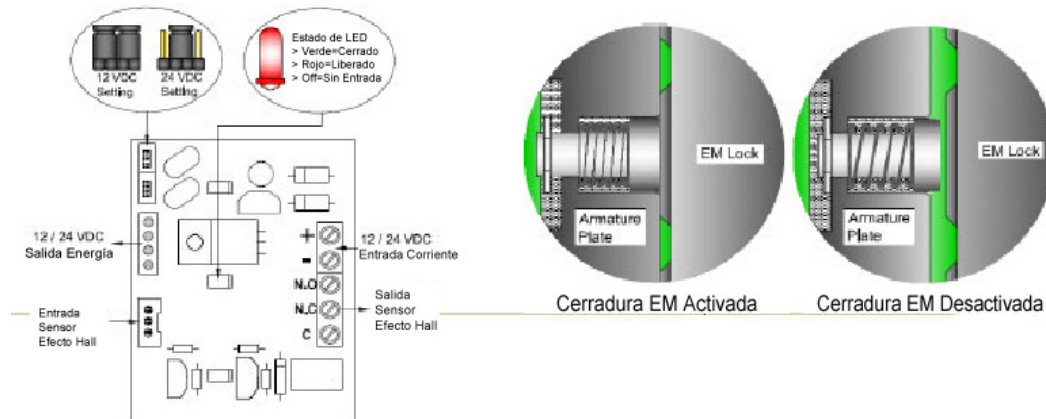 12 VDC
Setting
24 VDC
Setting
Estado de LED
> Verde=Cerrado
> Rojo=Liberado
> Off=Sin Entrada
12 / 24 VDC
Salida Energía
Entrada
Sensor
Efecto Hall
+
-
N.O
N.C
C
12 / 24 VDC
Entrada Corriente
Salida
Sensor
Efecto Hall
EM Lock
Armature
Plate
Cerradura EM Activada
EM Lock
Armature
Plate
Cerradura EM Desactivada